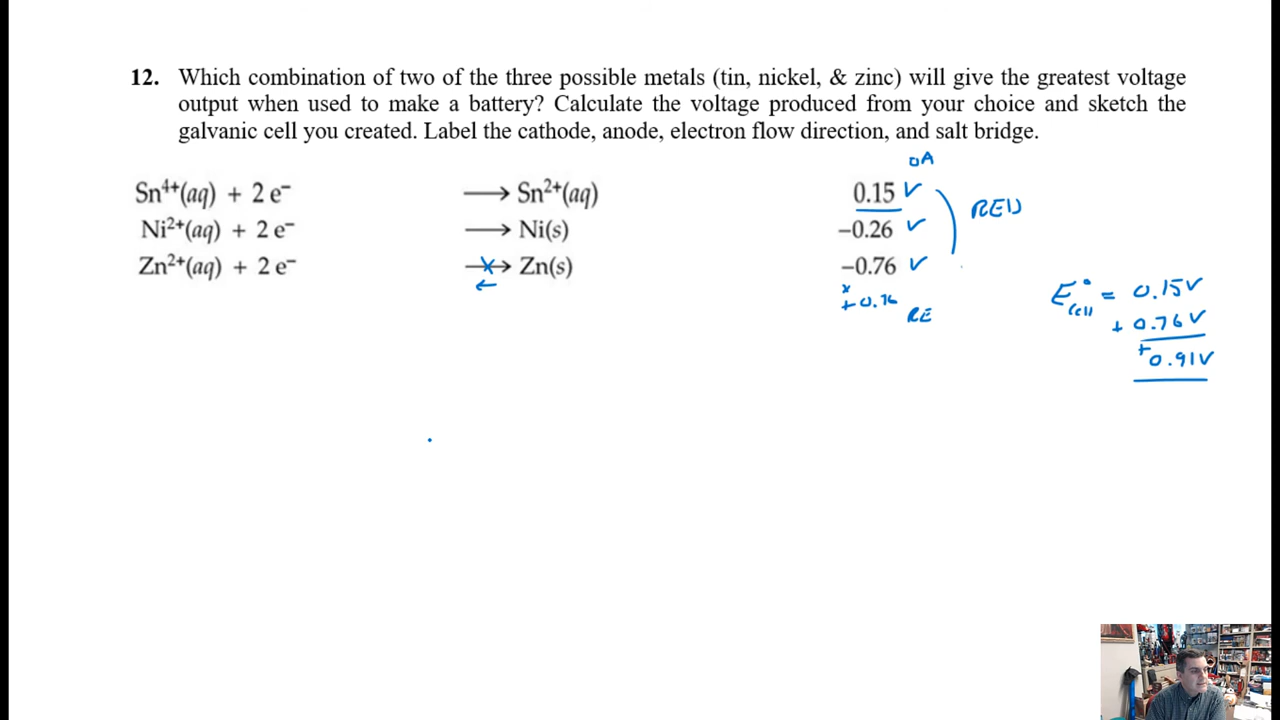 12. Which combination of two of the three possible metals (tin, nickel, & zinc) will give the greatest voltage
output when used to make a battery? Calculate the voltage produced from your choice and sketch the
galvanic cell you created. Label the cathode, anode, electron flow direction, and salt bridge.
OA
Sn⁴⁺(aq) + 2 e⁻ ⟶ Sn²⁺(aq) 0.15 V
RED
Ni²⁺(aq) + 2 e⁻ ⟶ Ni(s) −0.26 V
Zn²⁺(aq) + 2 e⁻ ⟶ Zn(s) −0.76 V
←
+ 0.76
RE
E°cell = 0.15V
+ 0.76V
+0.91V